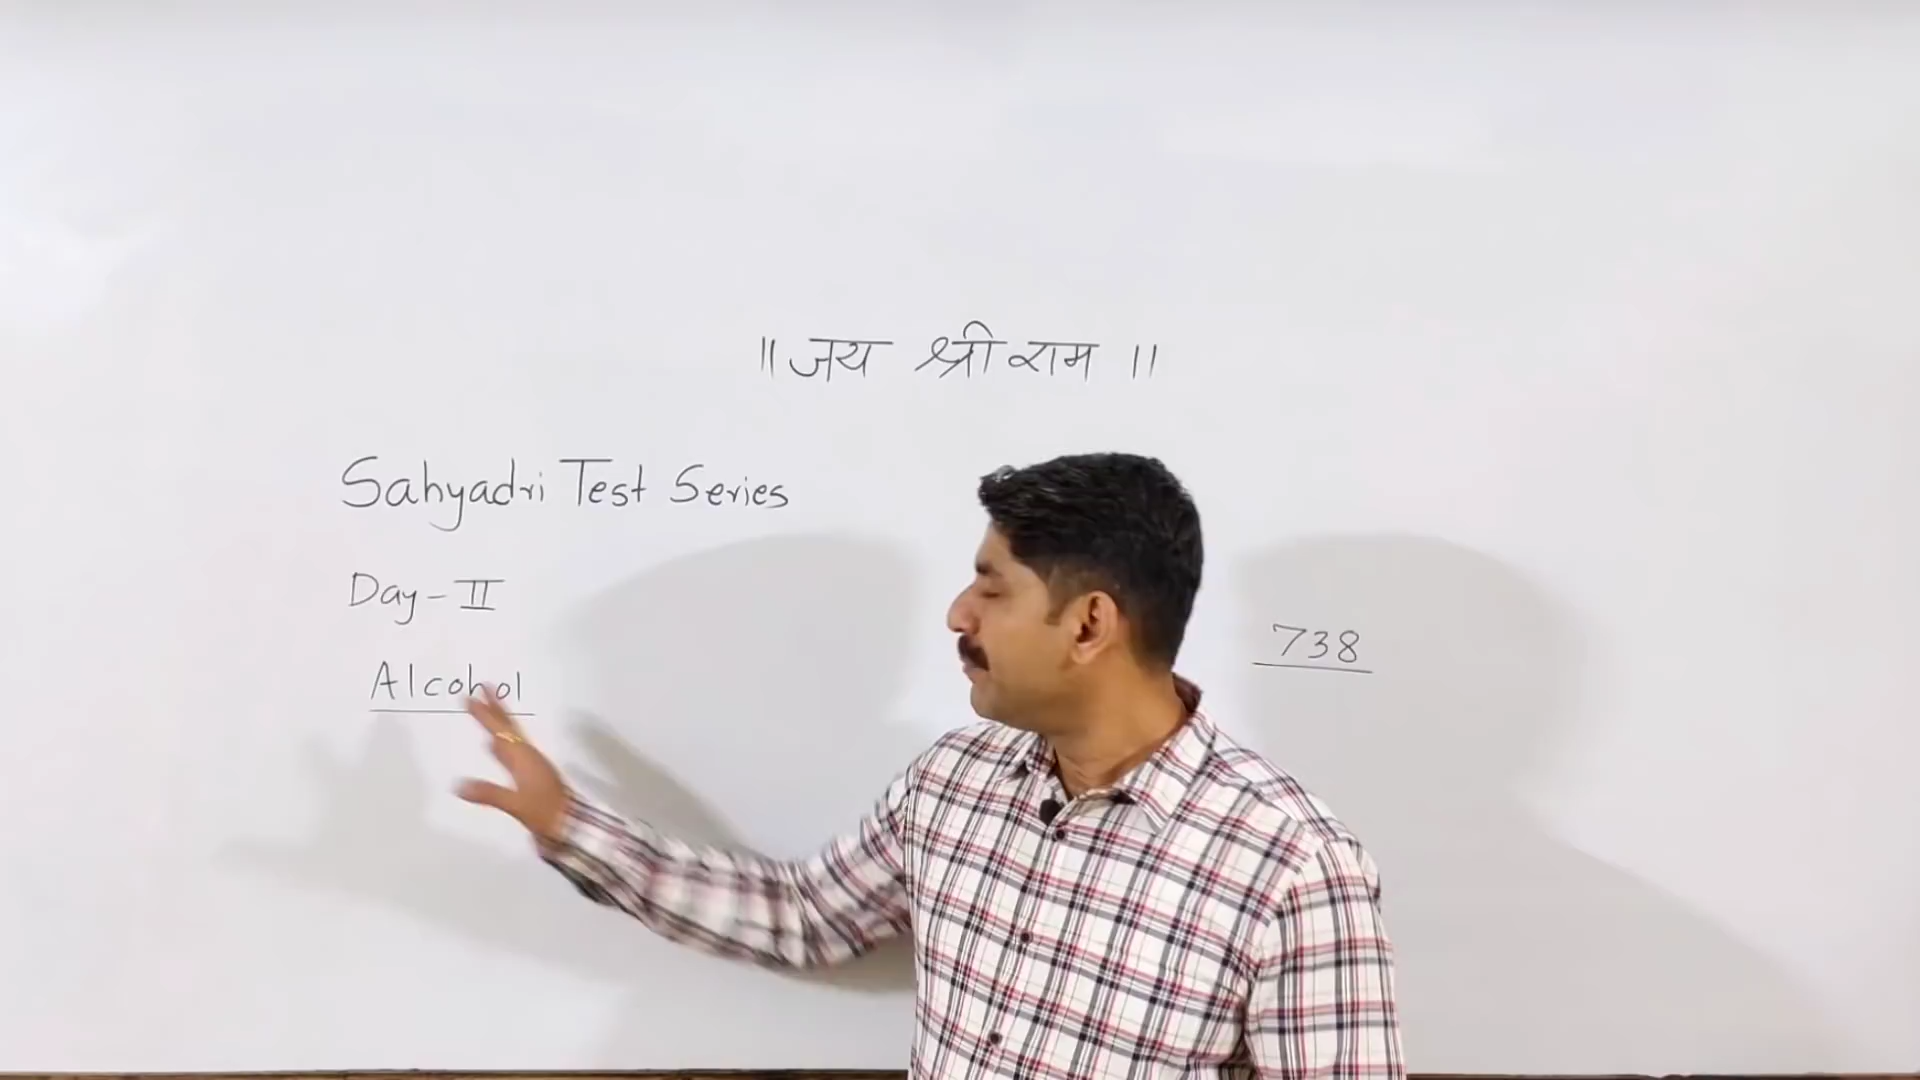 ॥ जय श्री राम ॥
Sahyadri Test Series
Day - II
Alcohol
738